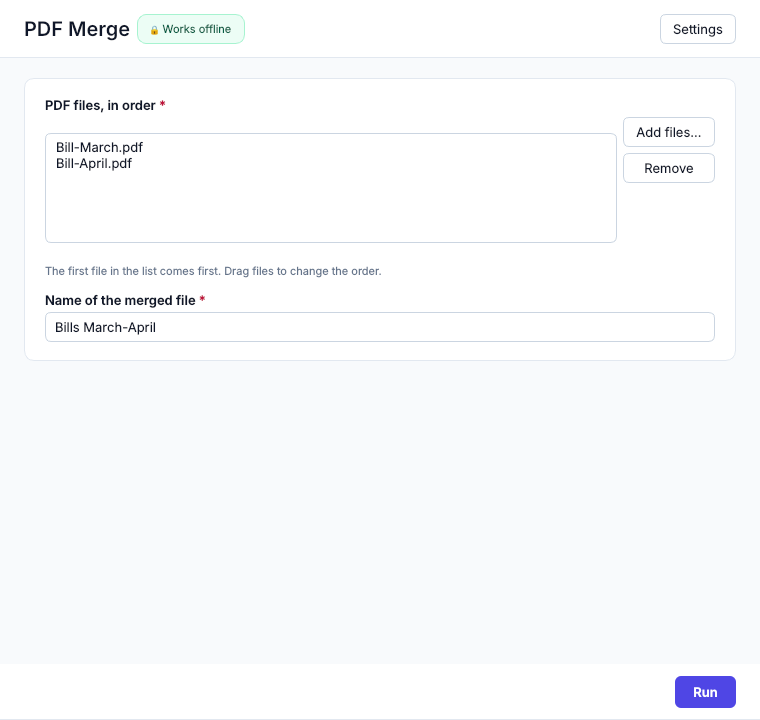 PDF Merge
🔒 Works offline
Settings
PDF files, in order *
Add files...
Bill-March.pdf
Bill-April.pdf
Remove
The first file in the list comes first. Drag files to change the order.
Name of the merged file *
Bills March-April
Run